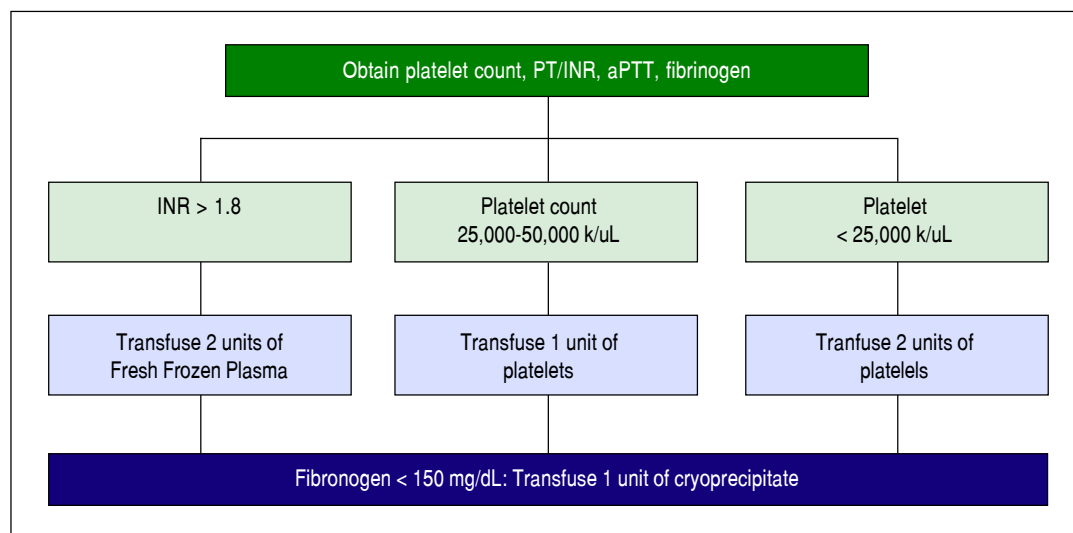 Obtain platelet count, PT/INR, aPTT, fibrinogen
INR > 1.8
Platelet count
25,000-50,000 k/uL
Platelet
< 25,000 k/uL
Transfuse 2 units of
Fresh Frozen Plasma
Transfuse 1 unit of
platelets
Tranfuse 2 units of
platelels
Fibronogen < 150 mg/dL: Transfuse 1 unit of cryoprecipitate